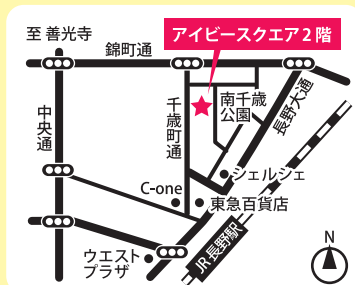 至 善光寺
錦町通
アイビースクエア2階
中央通
千歳町通
南千歳
公園
長野大通
シェルシェ
C-one
東急百貨店
ウエスト
プラザ
JR長野駅
N